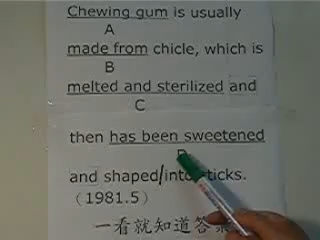 Chewing gum is usually
A
made from chicle, which is
B
melted and sterilized and
C
then has been sweetened
D
and shaped/into sticks.
(1981.5)
一看就知道答案